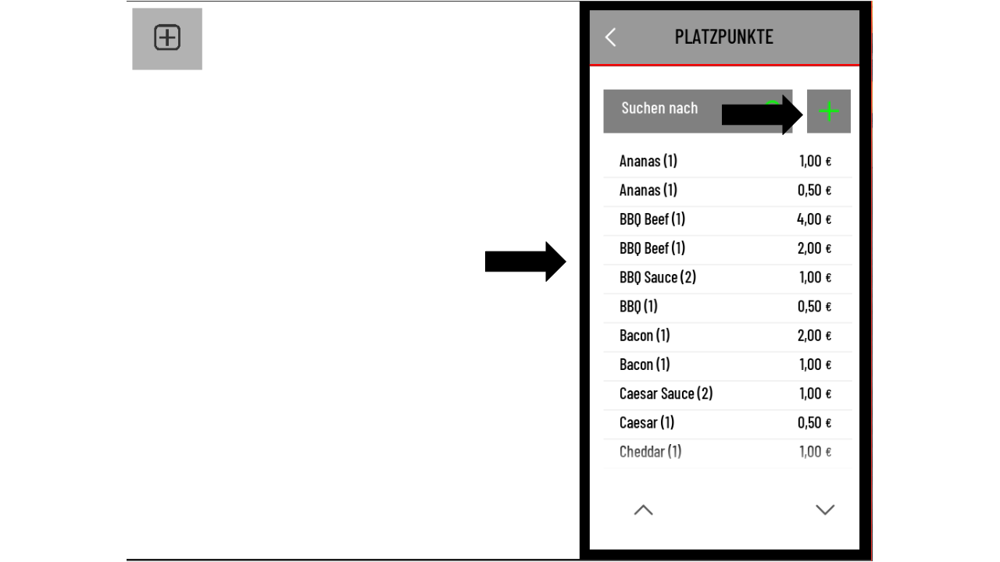 PLATZPUNKTE
Suchen nach
Ananas (1) 1,00 €
Ananas (1) 0,50 €
BBQ Beef (1) 4,00 €
BBQ Beef (1) 2,00 €
BBQ Sauce (2) 1,00 €
BBQ (1) 0,50 €
Bacon (1) 2,00 €
Bacon (1) 1,00 €
Caesar Sauce (2) 1,00 €
Caesar (1) 0,50 €
Cheddar (1) 1,00 €